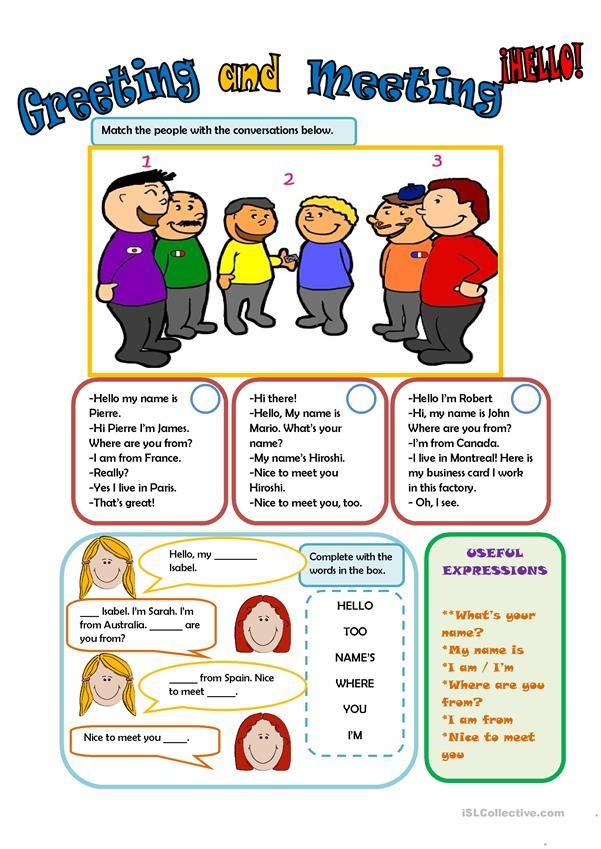 Greeting and Meeting
¡HELLO!
Match the people with the conversations below.
1
2
3
-Hello my name is
Pierre.
-Hi Pierre I'm James.
Where are you from?
-I am from France.
-Really?
-Yes I live in Paris.
-That's great!
-Hi there!
-Hello, My name is
Mario. What's your
name?
-My name's Hiroshi.
-Nice to meet you
Hiroshi.
-Nice to meet you, too.
-Hello I'm Robert
-Hi, my name is John
Where are you from?
-I'm from Canada.
-I live in Montreal! Here is
my business card I work
in this factory.
- Oh, I see.
Hello, my ________
Isabel.
____ Isabel. I'm Sarah. I'm
from Australia. ______ are
you from?
_____ from Spain. Nice
to meet _____.
Nice to meet you ____.
Complete with the
words in the box.
HELLO
TOO
NAME'S
WHERE
YOU
I'M
USEFUL
EXPRESSIONS
**What's your
name?
*My name is
*I am / I'm
*Where are you
from?
*I am from
*Nice to meet
you
iSLCollective.com